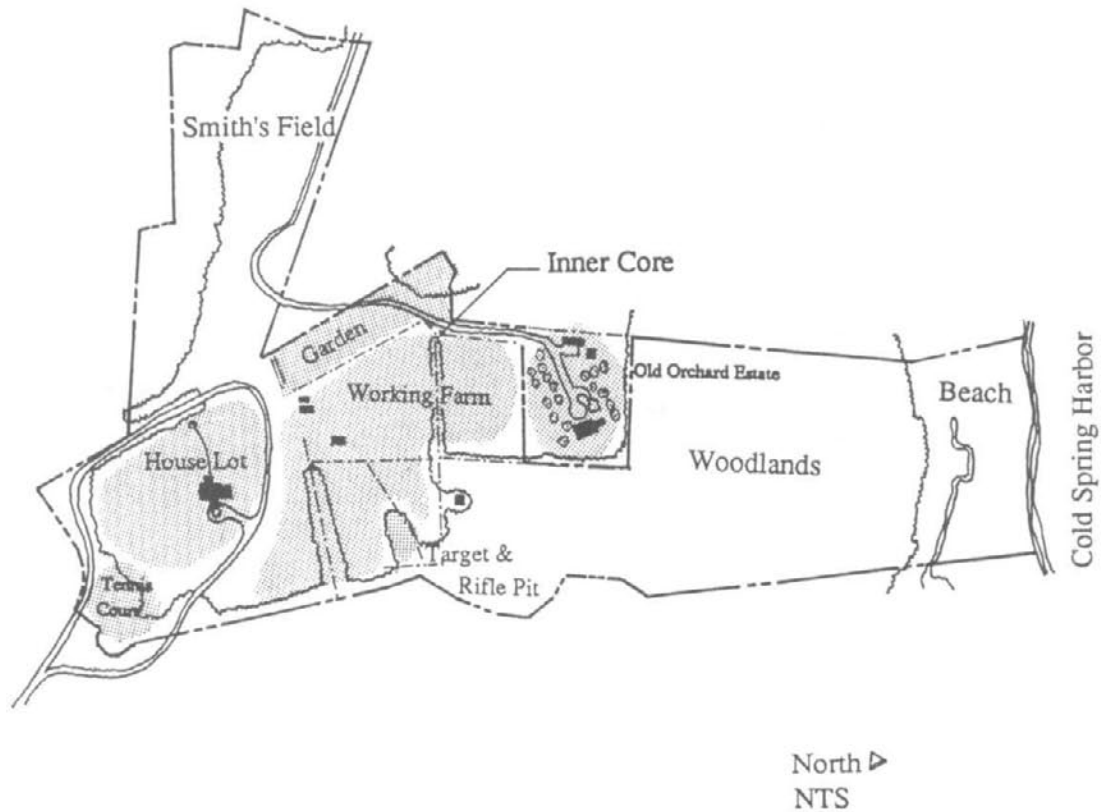 Smith's Field
Inner Core
Garden
Old Orchard Estate
Working Farm
Beach
House Lot
Woodlands
Cold Spring Harbor
Target &
Rifle Pit
Tennis
Court
North
NTS